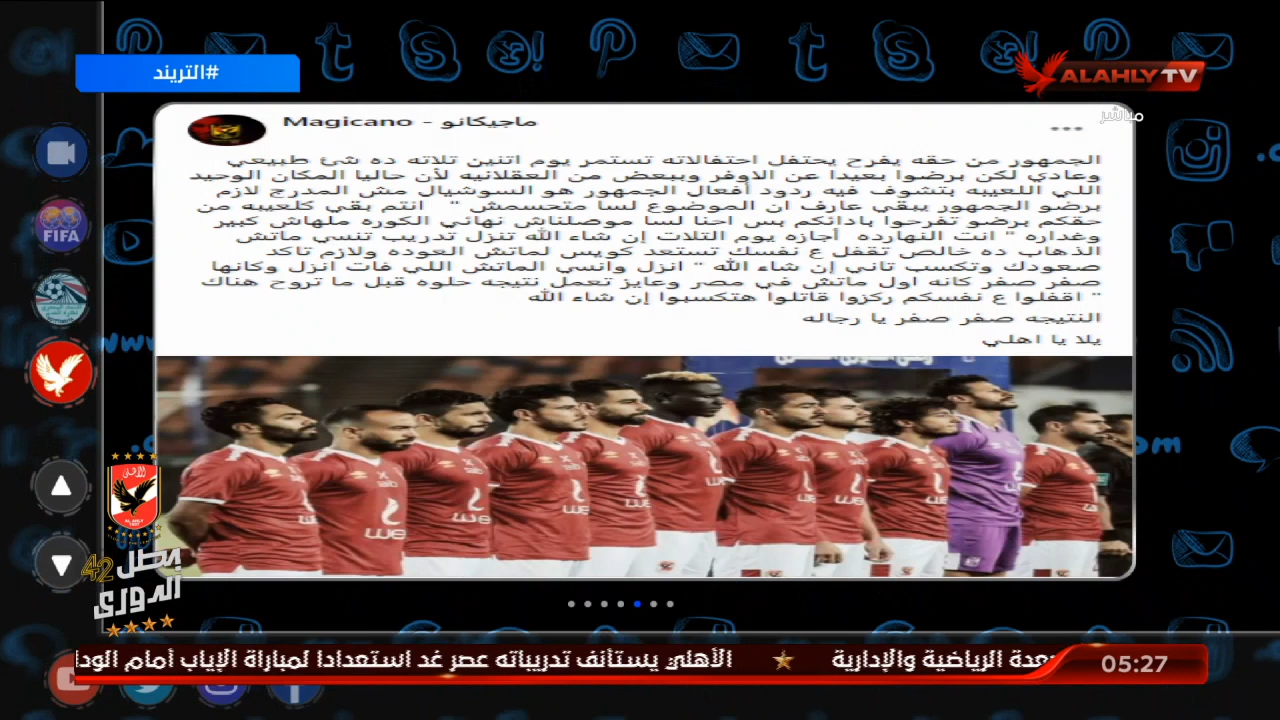 #التريند
ALAHLY TV
مباشر
ماجيكانو - Magicano
الجمهور من حقه يفرح يحتفل احتفالاته تستمر يوم اتنين تلاته ده شئ طبيعي
وعادي لكن برضوا بعيدا عن الاوفر وببعض من العقلانيه لأن حاليا المكان الوحيد
اللي اللعيبه بتشوف فيه ردود أفعال الجمهور هو السوشيال مش المدرج لازم
برضو الجمهور يبقي عارف ان الموضوع لسا متحسمش " انتم بقي كلعيبه من
حقكم برضو تفرحوا بادائكم بس احنا لسا موصلناش نهائي الكوره ملهاش كبير
وغداره " انت النهارده أجازه يوم التلات إن شاء الله تنزل تدريب تنسي ماتش
الذهاب ده خالص تقفل ع نفسك تستعد كويس لماتش العوده ولازم تاكد
صعودك وتكسب تاني إن شاء الله " انزل وانسي الماتش اللي فات انزل وكانها
صفر صفر كانه اول ماتش في مصر وعايز تعمل نتيجه حلوه قبل ما تروح هناك
" اقفلوا ع نفسكم ركزوا قاتلوا هتكسبوا إن شاء الله
النتيجه صفر صفر يا رجاله
يلا يا اهلي
FIFA
بطل الدورى 42
عدة الرياضية والإدارية ★ الأهلي يستأنف تدريباته عصر غد استعدادا لمباراة الإياب أمام الودا
05:27